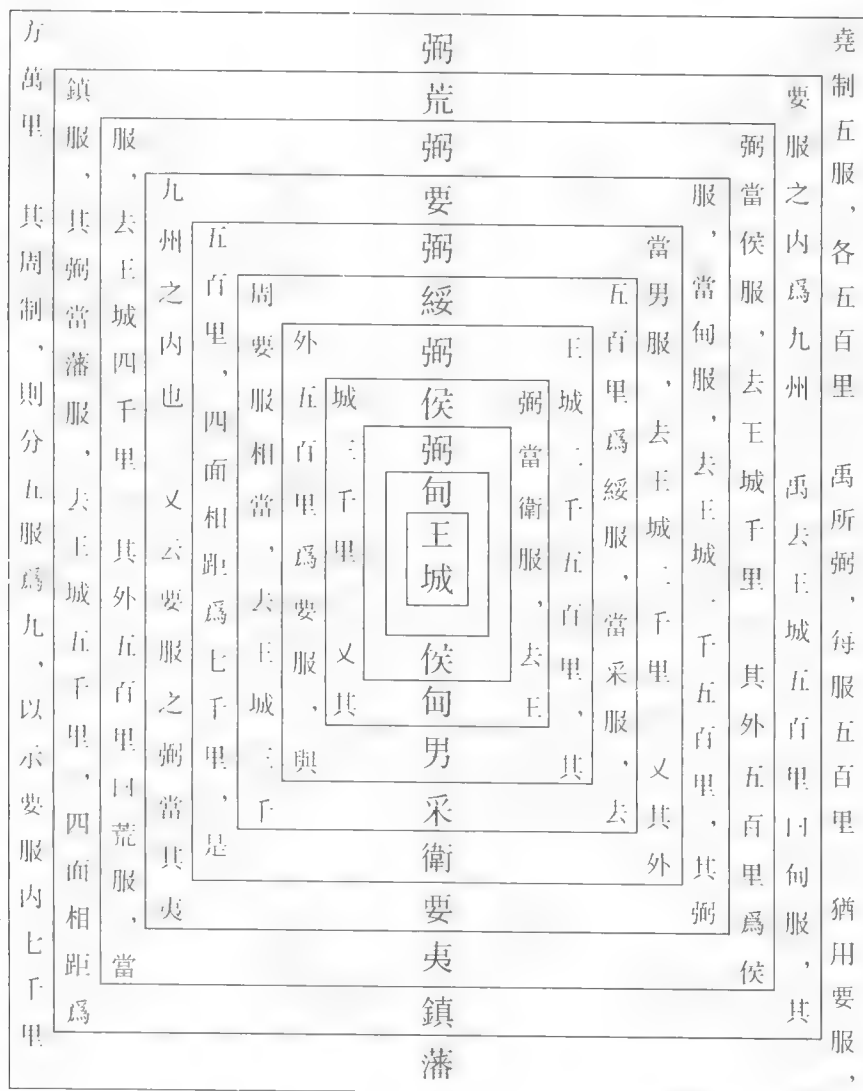 堯制五服，各五百里　禹所弼，每服五百里　猶用要服，
要服之内爲九州　禹去王城五百里曰甸服，其
弼當侯服，去王城千里　其外五百里爲侯
服，當甸服，去王城一千五百里，其弼
當男服，去王城二千里　又其外
五百里爲綏服，當采服，去
王城二千五百里，其
弼當衛服，去王
弼荒弼要弼綏弼侯弼甸王城侯甸男采衛要夷鎮藩
城三千里　又其
外五百里爲要服，與
周要服相當，去王城三千
五百里，四面相距爲七千里，是
九州之内也　又云要服之弼當其夷
服，去王城四千里　其外五百里曰荒服，當
鎮服，其弼當藩服，去王城五千里，四面相距爲
方萬里　其周制，則分五服爲九，以示要服内七千里